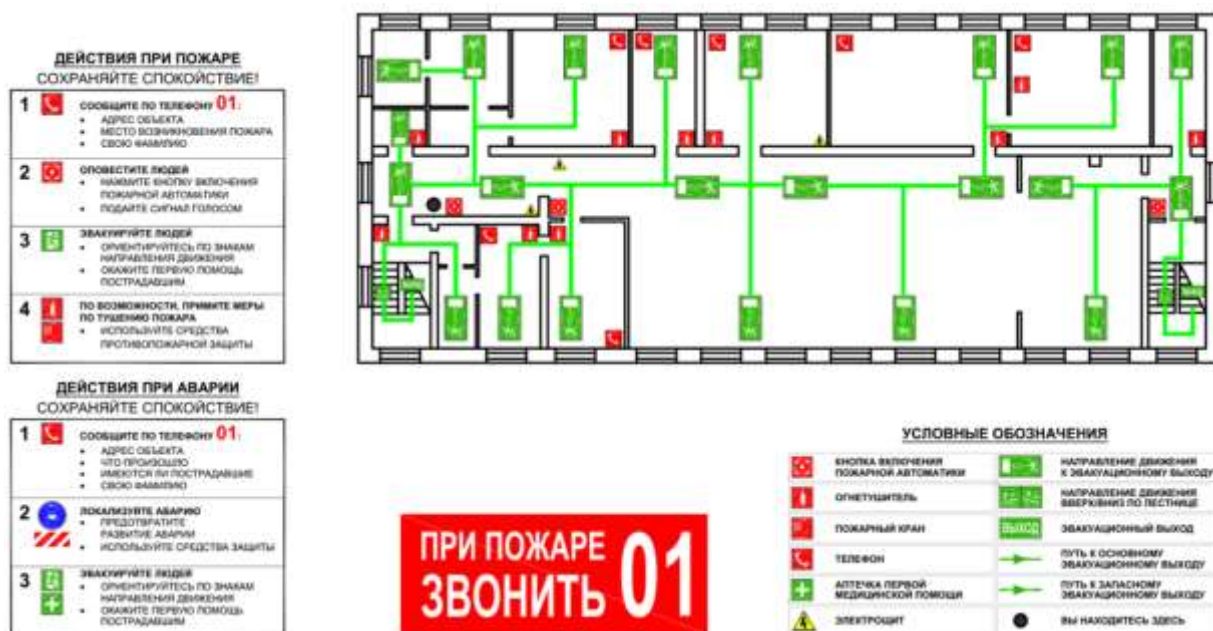 ДЕЙСТВИЯ ПРИ ПОЖАРЕ
СОХРАНЯЙТЕ СПОКОЙСТВИЕ!
1 СООБЩИТЕ ПО ТЕЛЕФОНУ 01:
• АДРЕС ОБЪЕКТА
• МЕСТО ВОЗНИКНОВЕНИЯ ПОЖАРА
• СВОЮ ФАМИЛИЮ
2 ОПОВЕСТИТЕ ЛЮДЕЙ
• НАЖМИТЕ КНОПКУ ВКЛЮЧЕНИЯ
ПОЖАРНОЙ АВТОМАТИКИ
• ПОДАЙТЕ СИГНАЛ ГОЛОСОМ
3 ЭВАКУИРУЙТЕ ЛЮДЕЙ
• ОРИЕНТИРУЙТЕСЬ ПО ЗНАКАМ
НАПРАВЛЕНИЯ ДВИЖЕНИЯ
• ОКАЖИТЕ ПЕРВУЮ ПОМОЩЬ
ПОСТРАДАВШИМ
4 ПО ВОЗМОЖНОСТИ, ПРИМИТЕ МЕРЫ
ПО ТУШЕНИЮ ПОЖАРА
• ИСПОЛЬЗУЙТЕ СРЕДСТВА
ПРОТИВОПОЖАРНОЙ ЗАЩИТЫ
ДЕЙСТВИЯ ПРИ АВАРИИ
СОХРАНЯЙТЕ СПОКОЙСТВИЕ!
1 СООБЩИТЕ ПО ТЕЛЕФОНУ 01:
• АДРЕС ОБЪЕКТА
• ЧТО ПРОИЗОШЛО
• ИМЕЮТСЯ ЛИ ПОСТРАДАВШИЕ
• СВОЮ ФАМИЛИЮ
2 ЛОКАЛИЗУЙТЕ АВАРИЮ
• ПРЕДОТВРАТИТЕ
РАЗВИТИЕ АВАРИИ
• ИСПОЛЬЗУЙТЕ СРЕДСТВА ЗАЩИТЫ
3 ЭВАКУИРУЙТЕ ЛЮДЕЙ
• ОРИЕНТИРУЙТЕСЬ ПО ЗНАКАМ
НАПРАВЛЕНИЯ ДВИЖЕНИЯ
• ОКАЖИТЕ ПЕРВУЮ ПОМОЩЬ
ПОСТРАДАВШИМ
ПРИ ПОЖАРЕ
ЗВОНИТЬ 01
УСЛОВНЫЕ ОБОЗНАЧЕНИЯ
КНОПКА ВКЛЮЧЕНИЯ
ПОЖАРНОЙ АВТОМАТИКИ
ОГНЕТУШИТЕЛЬ
ПОЖАРНЫЙ КРАН
ТЕЛЕФОН
АПТЕЧКА ПЕРВОЙ
МЕДИЦИНСКОЙ ПОМОЩИ
ЭЛЕКТРОЩИТ
НАПРАВЛЕНИЕ ДВИЖЕНИЯ
К ЭВАКУАЦИОННОМУ ВЫХОДУ
НАПРАВЛЕНИЕ ДВИЖЕНИЯ
ВВЕРХ/ВНИЗ ПО ЛЕСТНИЦЕ
ВЫХОД ЭВАКУАЦИОННЫЙ ВЫХОД
ПУТЬ К ОСНОВНОМУ
ЭВАКУАЦИОННОМУ ВЫХОДУ
ПУТЬ К ЗАПАСНОМУ
ЭВАКУАЦИОННОМУ ВЫХОДУ
ВЫ НАХОДИТЕСЬ ЗДЕСЬ